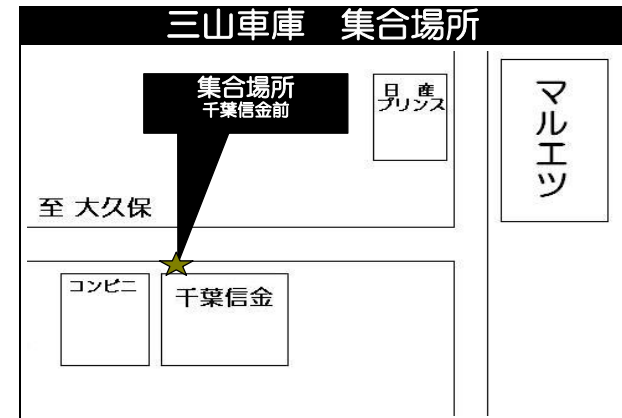 三山車庫　集合場所
集合場所
千葉信金前
日 産
プリンス
マルエツ
至 大久保
コンビニ
千葉信金